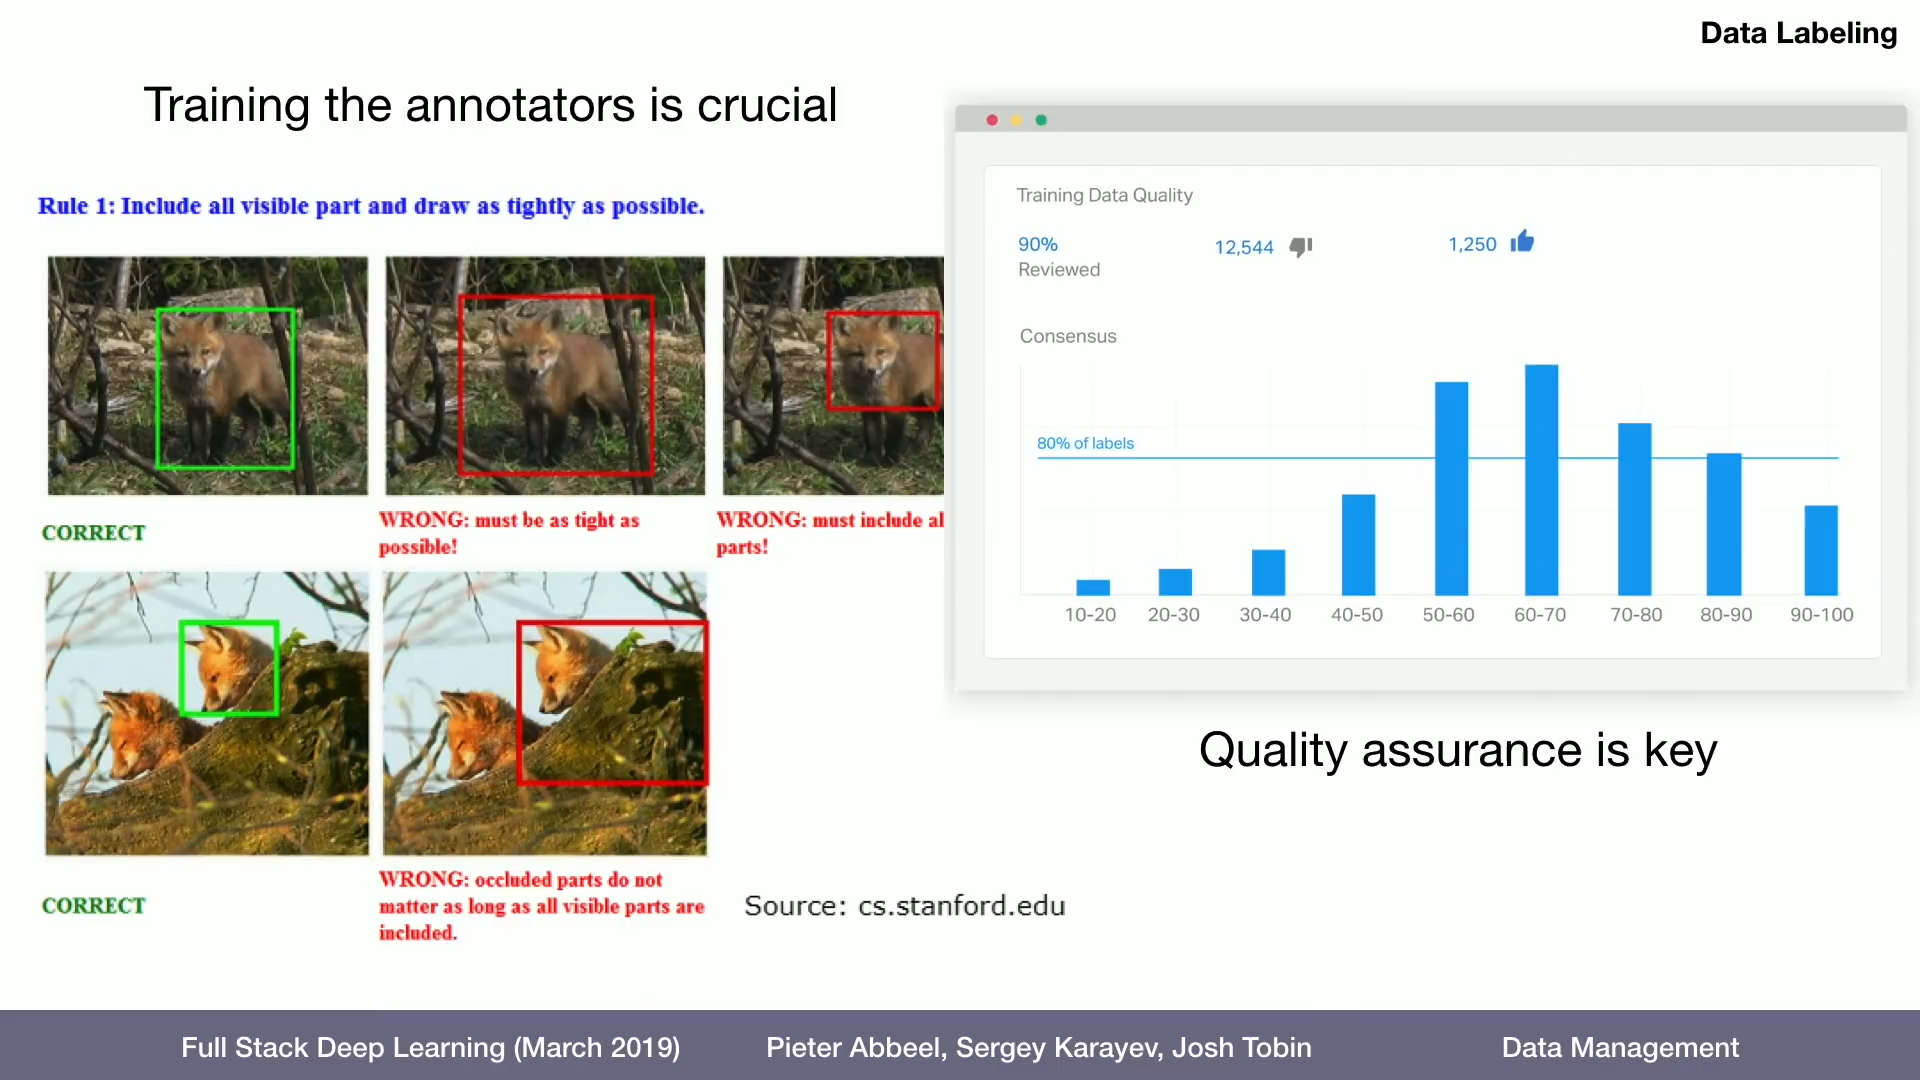 Data Labeling
Training the annotators is crucial
Rule 1: Include all visible part and draw as tightly as possible.
CORRECT
WRONG: must be as tight as
possible!
WRONG: must include al
parts!
CORRECT
WRONG: occluded parts do not
matter as long as all visible parts are
included.
Source: cs.stanford.edu
Training Data Quality
90%
Reviewed
12,544
1,250
Consensus
80% of labels
10-20 20-30 30-40 40-50 50-60 60-70 70-80 80-90 90-100
Quality assurance is key
Full Stack Deep Learning (March 2019) Pieter Abbeel, Sergey Karayev, Josh Tobin Data Management